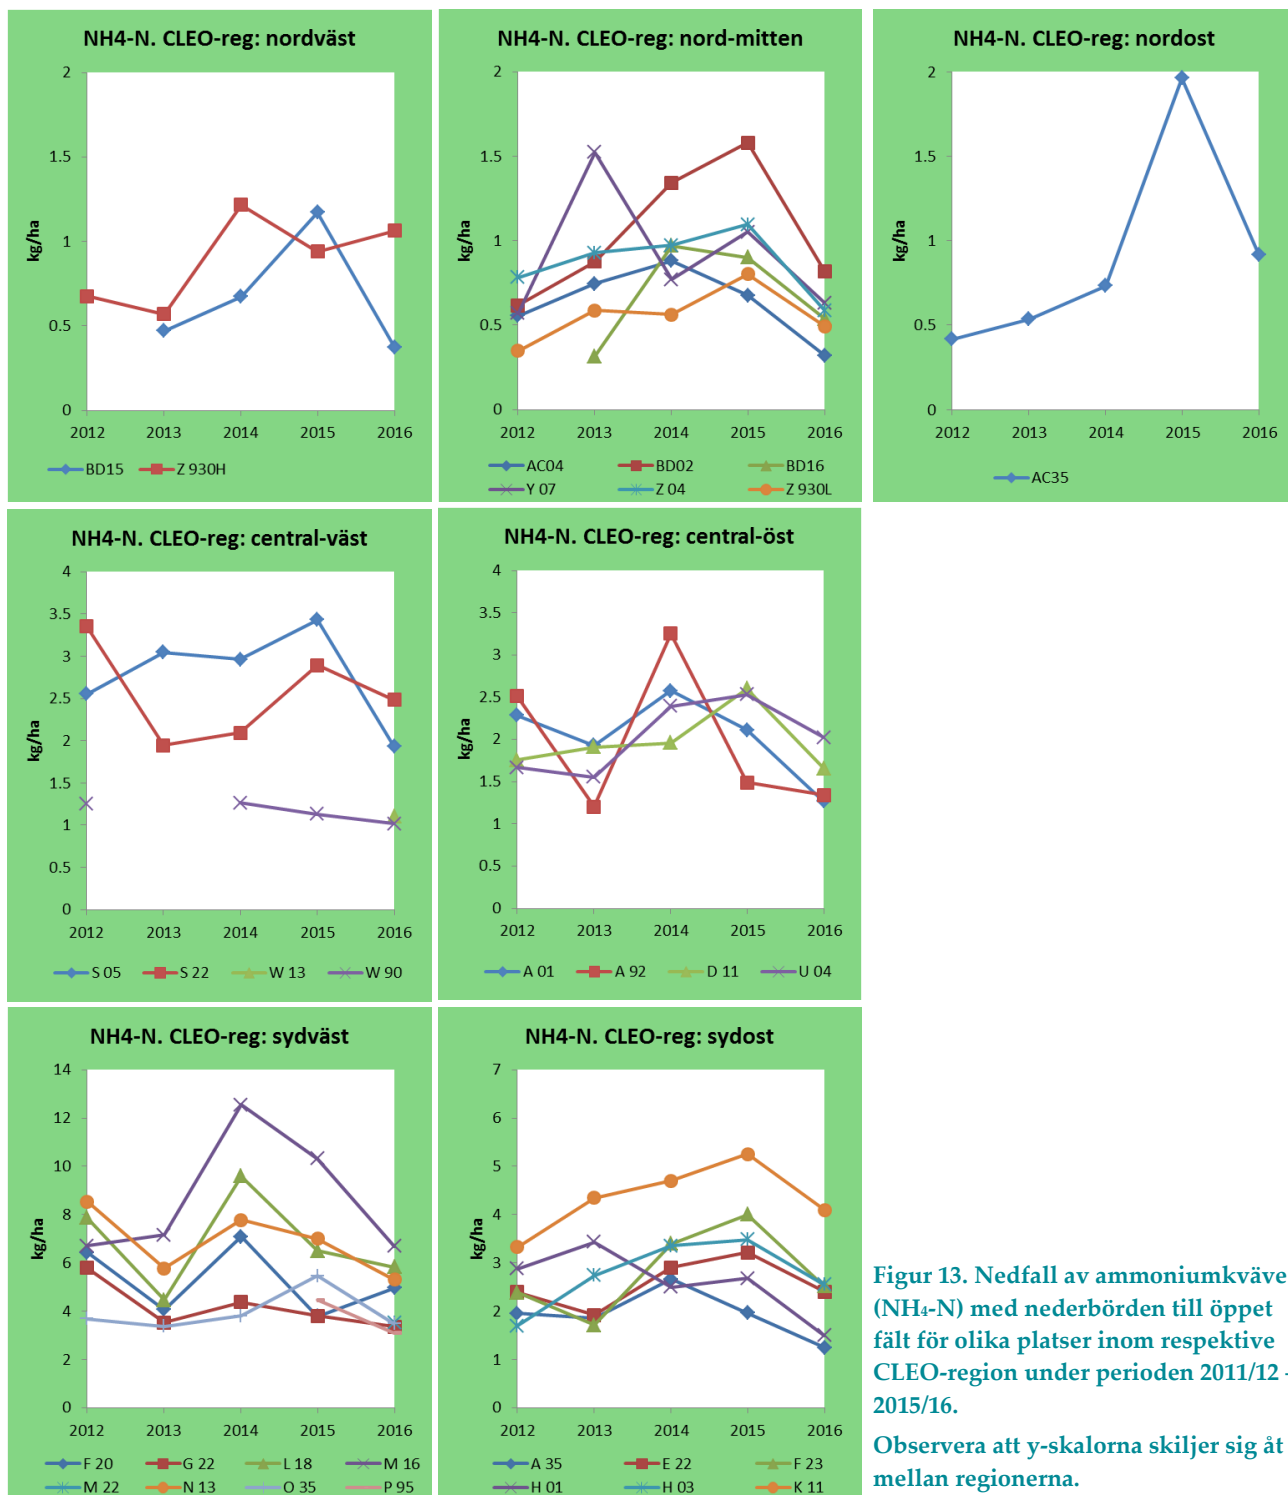 NH4-N. CLEO-reg: nordväst
2
1.5
1
0.5
0
kg/ha
2012 2013 2014 2015 2016
BD15 Z 930H
NH4-N. CLEO-reg: nord-mitten
2
1.5
1
0.5
0
kg/ha
2012 2013 2014 2015 2016
AC04 BD02 BD16
Y 07 Z 04 Z 930L
NH4-N. CLEO-reg: nordost
2
1.5
1
0.5
0
kg/ha
2012 2013 2014 2015 2016
AC35
NH4-N. CLEO-reg: central-väst
4
3.5
3
2.5
2
1.5
1
0.5
0
kg/ha
2012 2013 2014 2015 2016
S 05 S 22 W 13 W 90
NH4-N. CLEO-reg: central-öst
4
3.5
3
2.5
2
1.5
1
0.5
0
kg/ha
2012 2013 2014 2015 2016
A 01 A 92 D 11 U 04
NH4-N. CLEO-reg: sydväst
14
12
10
8
6
4
2
0
kg/ha
2012 2013 2014 2015 2016
F 20 G 22 L 18 M 16
M 22 N 13 O 35 P 95
NH4-N. CLEO-reg: sydost
7
6
5
4
3
2
1
0
kg/ha
2012 2013 2014 2015 2016
A 35 E 22 F 23
H 01 H 03 K 11
Figur 13. Nedfall av ammoniumkväve
(NH₄-N) med nederbörden till öppet
fält för olika platser inom respektive
CLEO-region under perioden 2011/12 -
2015/16.
Observera att y-skalorna skiljer sig åt
mellan regionerna.